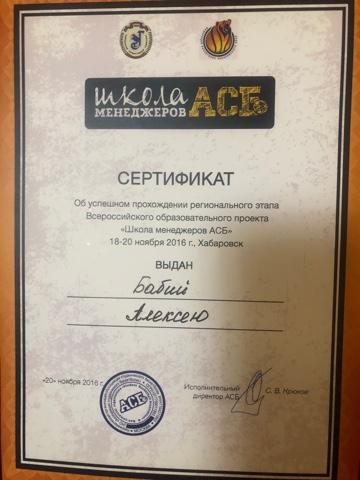 школа
МЕНЕДЖЕРОВ АСБ
СЕРТИФИКАТ
Об успешном прохождении регионального этапа
Всероссийского образовательного проекта
«Школа менеджеров АСБ»
18-20 ноября 2016 г., Хабаровск
ВЫДАН
Бабий
Алексею
«20» ноября 2016 г.
Исполнительный
директор АСБ С. В. Крюков
АСБ